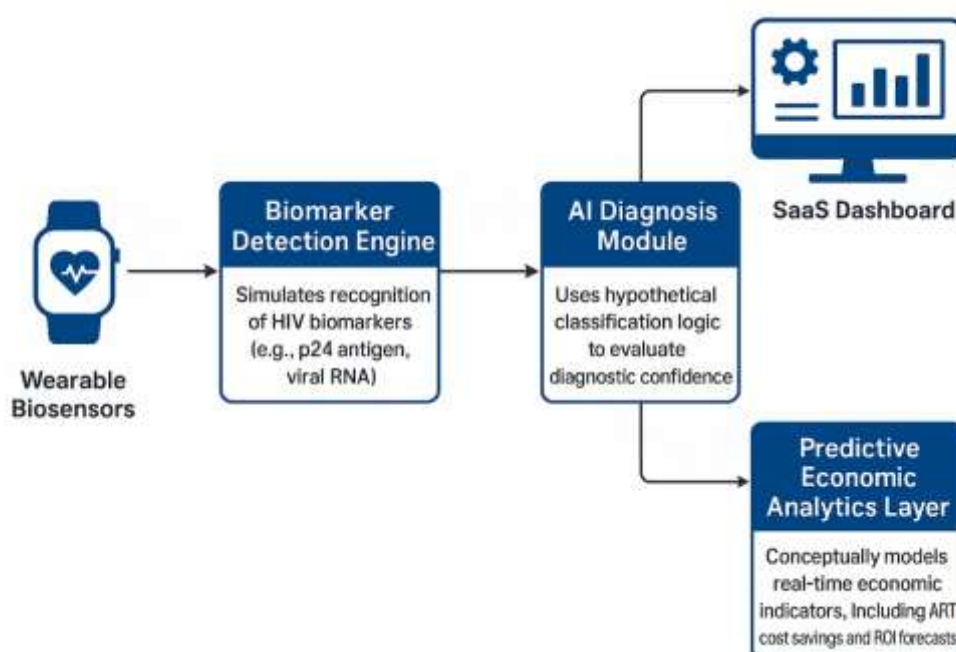 Wearable
Biosensors
Biomarker
Detection Engine
Simulates recognition
of HIV biomarkers
(e.g., p24 antigen,
viral RNA)
AI Diagnosis
Module
Uses hypothetical
classification logic
to evaluate
diagnostic confidence
SaaS Dashboard
Predictive
Economic
Analytics Layer
Conceptually models
real-time economic
indicators, Including ART
cost savings and ROI forecasts